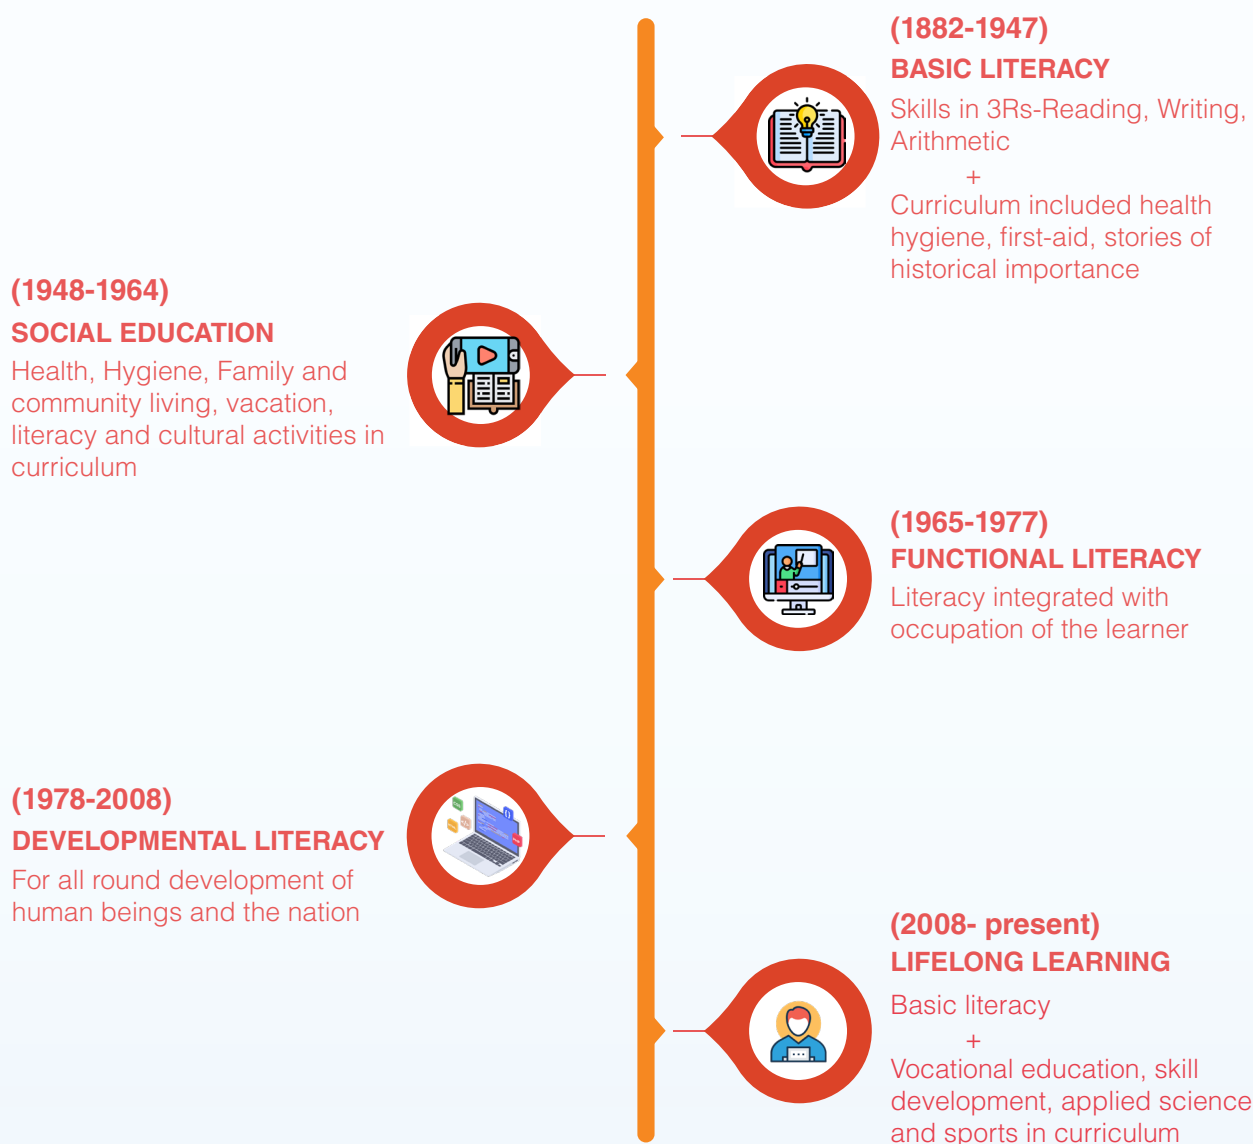 (1882-1947)
BASIC LITERACY
Skills in 3Rs-Reading, Writing,
Arithmetic
+
Curriculum included health
hygiene, first-aid, stories of
historical importance
(1948-1964)
SOCIAL EDUCATION
Health, Hygiene, Family and
community living, vacation,
literacy and cultural activities in
curriculum
(1965-1977)
FUNCTIONAL LITERACY
Literacy integrated with
occupation of the learner
(1978-2008)
DEVELOPMENTAL LITERACY
For all round development of
human beings and the nation
(2008- present)
LIFELONG LEARNING
Basic literacy
+
Vocational education, skill
development, applied science
and sports in curriculum